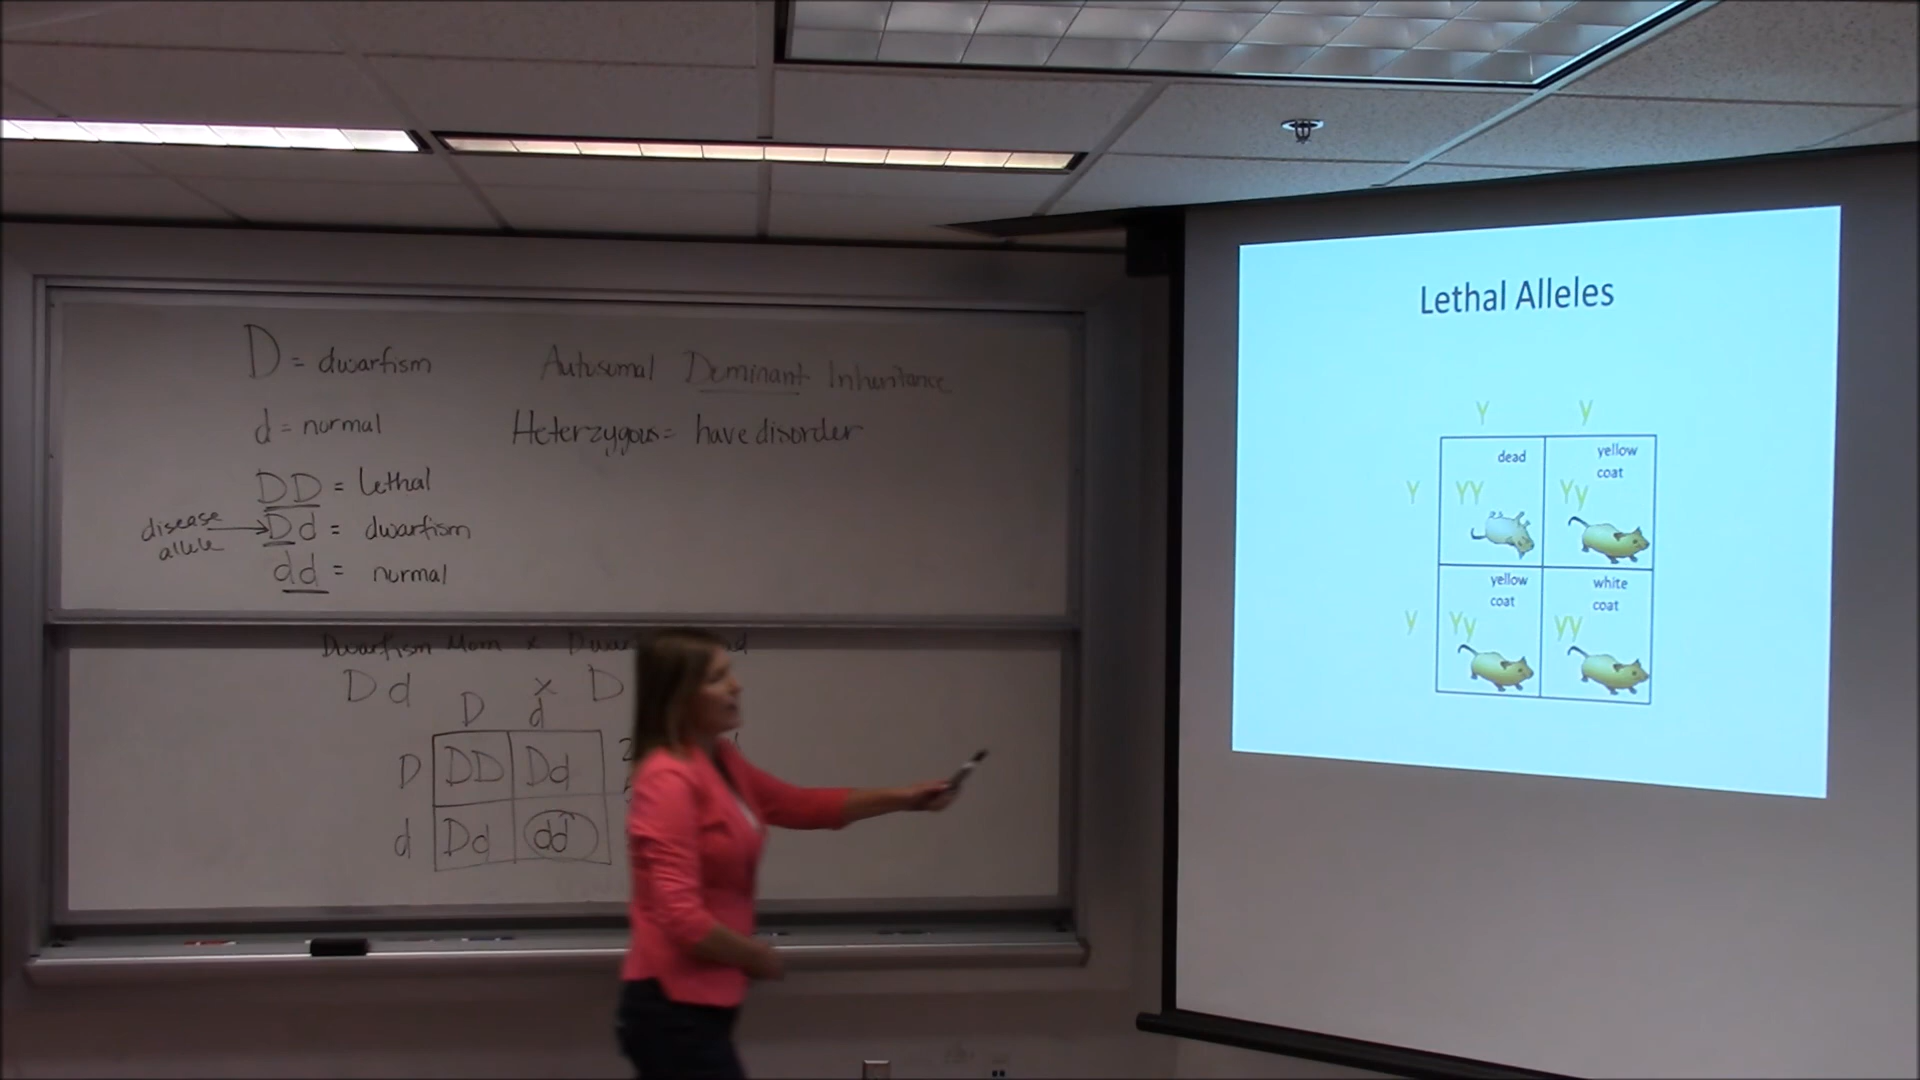 D = dwarfism
d = normal
DD = lethal
disease allele → Dd = dwarfism
dd = normal
Autosomal Dominant Inheritance
Heterzygous = have disorder
Dwarfism Mom x
Dd x D
D d
D DD Dd
d Dd dd
Lethal Alleles
Y y
dead
yellow coat
Y YY Yy
yellow coat
white coat
y Yy yy